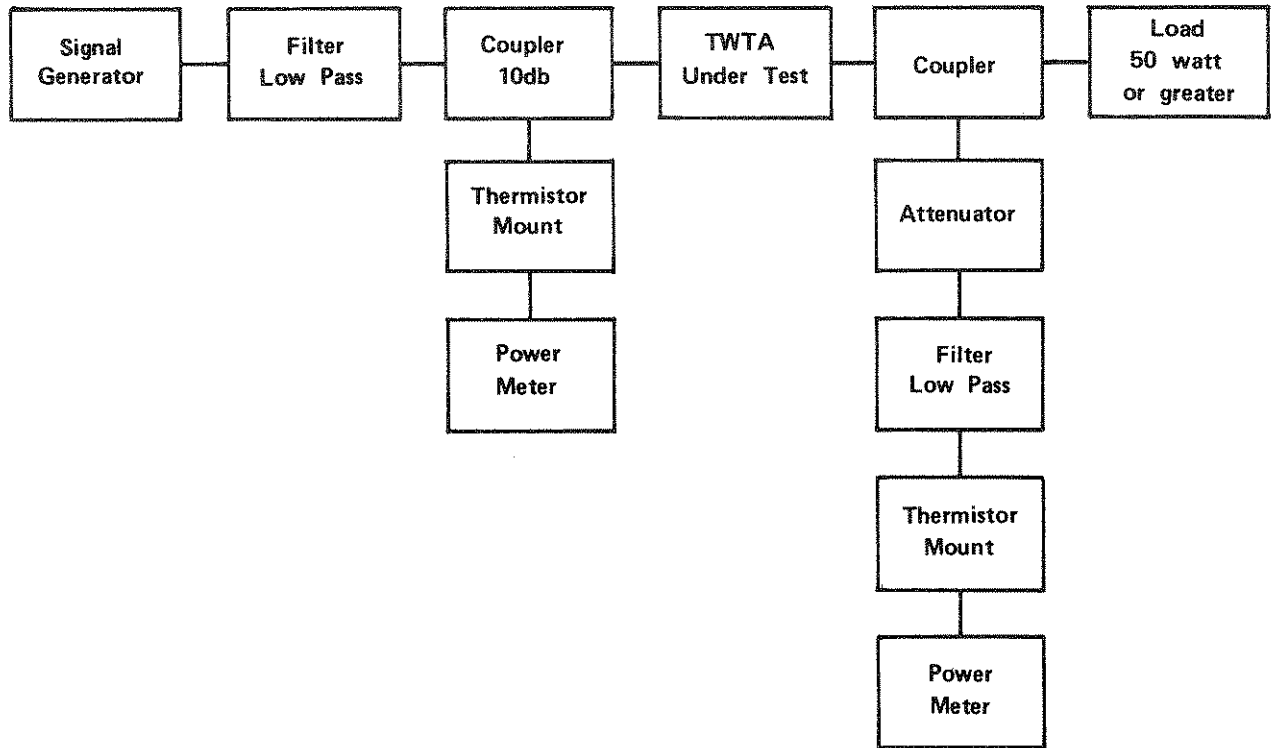 Signal
Generator
Filter
Low Pass
Coupler
10db
TWTA
Under Test
Coupler
Load
50 watt
or greater
Thermistor
Mount
Power
Meter
Attenuator
Filter
Low Pass
Thermistor
Mount
Power
Meter